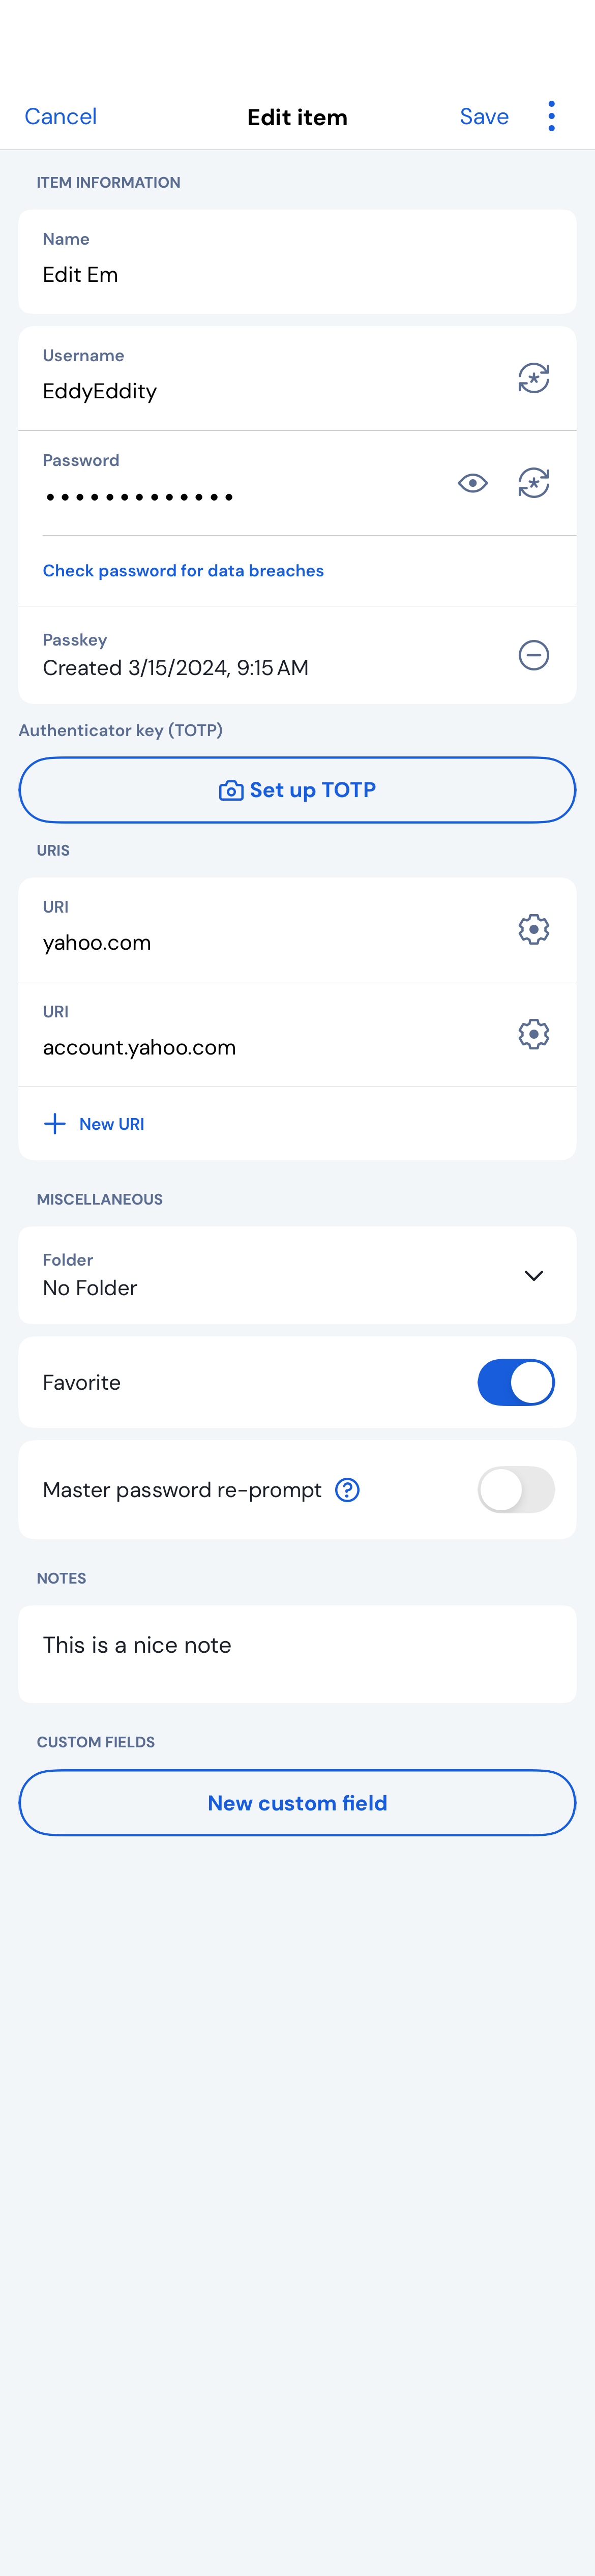 Cancel Edit item Save
ITEM INFORMATION
Name
Edit Em
Username
EddyEddity
Password
•••••••••••••
Check password for data breaches
Passkey
Created 3/15/2024, 9:15 AM
Authenticator key (TOTP)
Set up TOTP
URIS
URI
yahoo.com
URI
account.yahoo.com
New URI
MISCELLANEOUS
Folder
No Folder
Favorite
Master password re-prompt
NOTES
This is a nice note
CUSTOM FIELDS
New custom field